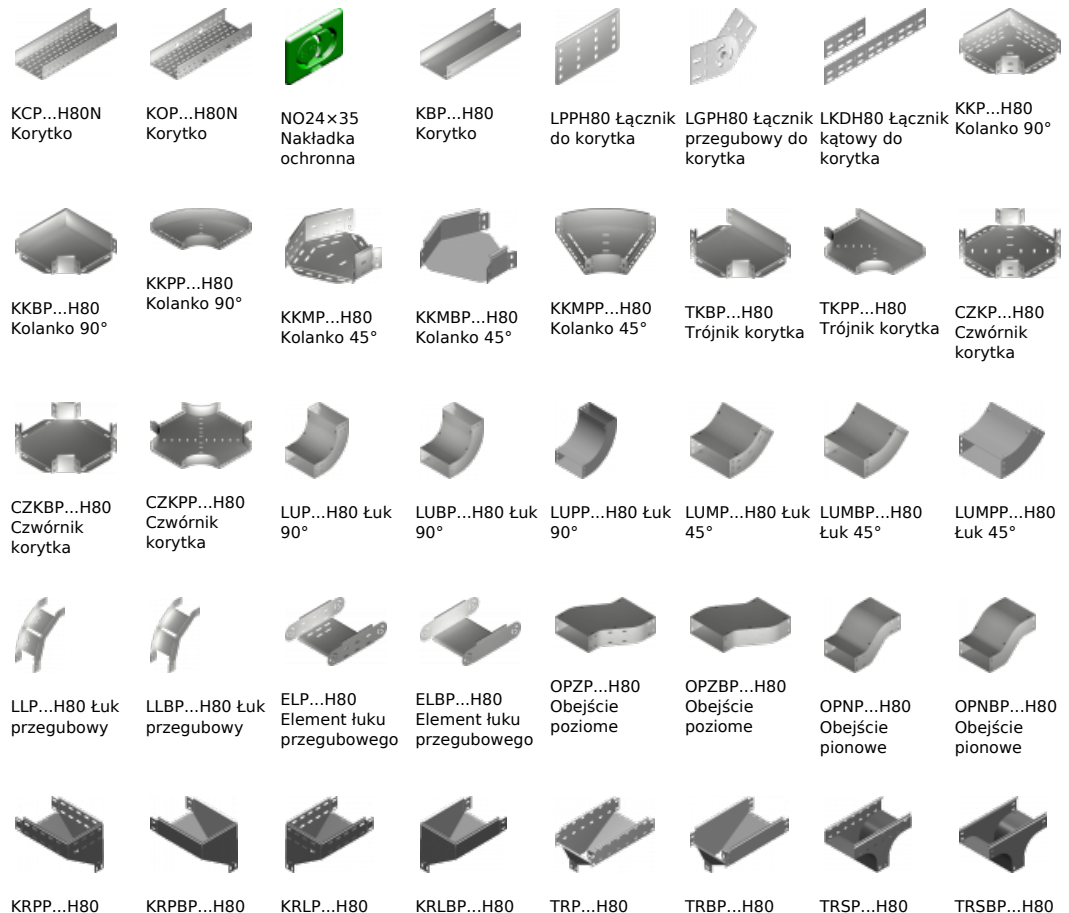 KCP...H80N
Korytko
KOP...H80N
Korytko
NO24×35
Nakładka
ochronna
KBP...H80
Korytko
LPPH80 Łącznik
do korytka
LGPH80 Łącznik
przegubowy do
korytka
LKDH80 Łącznik
kątowy do
korytka
KKP...H80
Kolanko 90°
KKBP...H80
Kolanko 90°
KKPP...H80
Kolanko 90°
KKMP...H80
Kolanko 45°
KKMBP...H80
Kolanko 45°
KKMPP...H80
Kolanko 45°
TKBP...H80
Trójnik korytka
TKPP...H80
Trójnik korytka
CZKP...H80
Czwórnik
korytka
CZKBP...H80
Czwórnik
korytka
CZKPP...H80
Czwórnik
korytka
LUP...H80 Łuk
90°
LUBP...H80 Łuk
90°
LUPP...H80 Łuk
90°
LUMP...H80 Łuk
45°
LUMBP...H80
Łuk 45°
LUMPP...H80
Łuk 45°
LLP...H80 Łuk
przegubowy
LLBP...H80 Łuk
przegubowy
ELP...H80
Element łuku
przegubowego
ELBP...H80
Element łuku
przegubowego
OPZP...H80
Obejście
poziome
OPZBP...H80
Obejście
poziome
OPNP...H80
Obejście
pionowe
OPNBP...H80
Obejście
pionowe
KRPP...H80
KRPBP...H80
KRLP...H80
KRLBP...H80
TRP...H80
TRBP...H80
TRSP...H80
TRSBP...H80